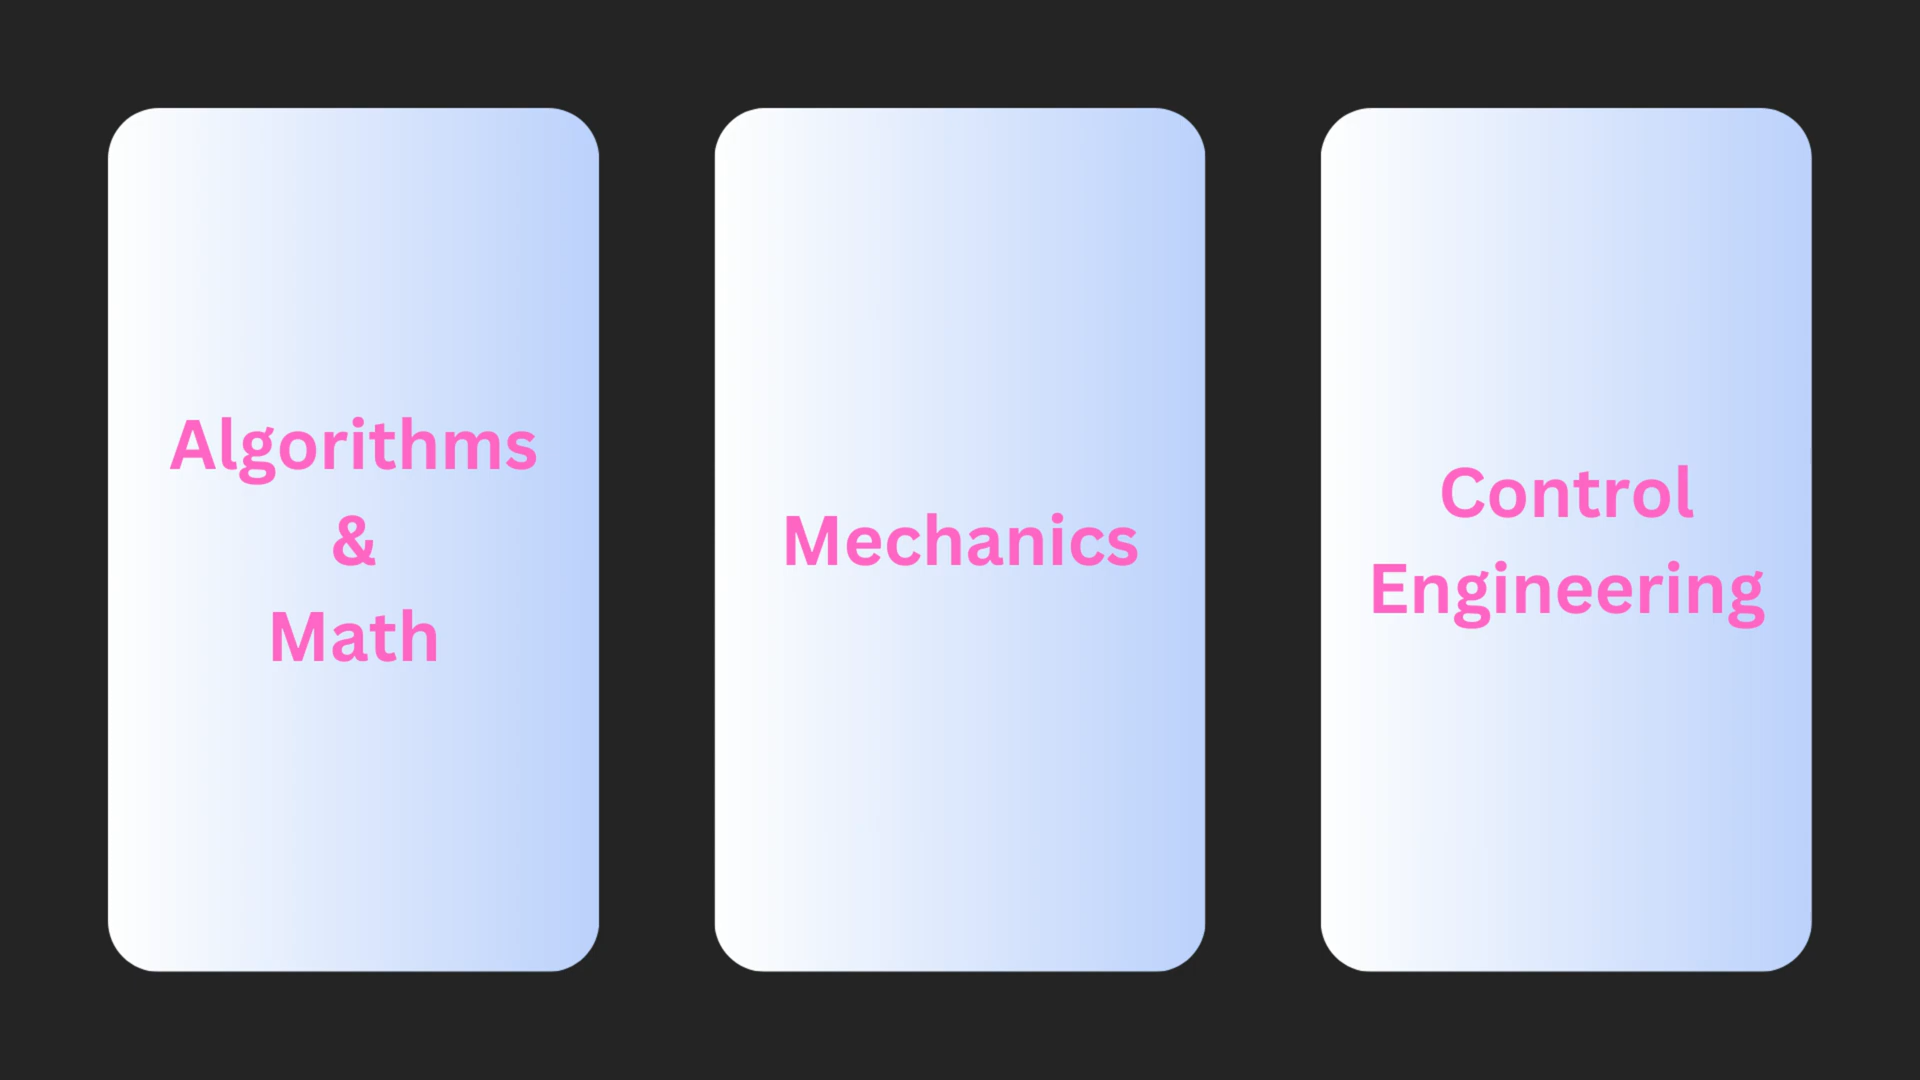 Algorithms
&
Math
Mechanics
Control
Engineering